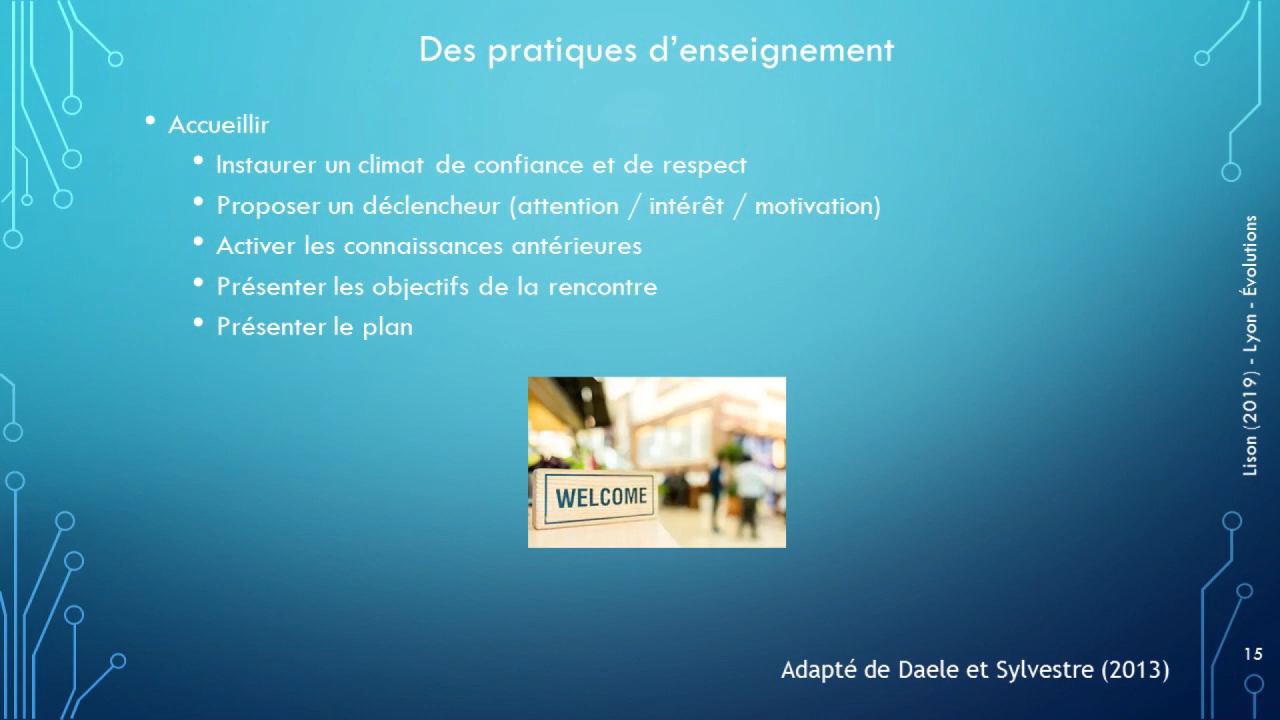 Des pratiques d’enseignement
• Accueillir
• Instaurer un climat de confiance et de respect
• Proposer un déclencheur (attention / intérêt / motivation)
• Activer les connaissances antérieures
• Présenter les objectifs de la rencontre
• Présenter le plan
WELCOME
Adapté de Daele et Sylvestre (2013)
Lison (2019) - Lyon - Évolutions
15